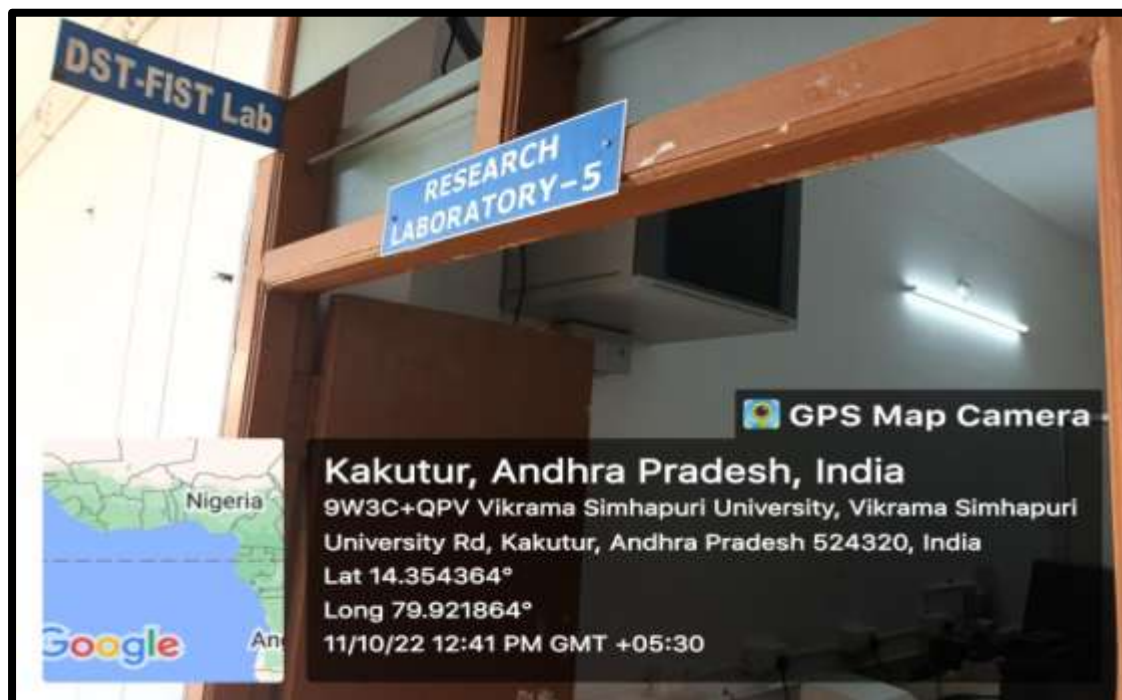 DST-FIST Lab
RESEARCH
LABORATORY-5
GPS Map Camera
Kakutur, Andhra Pradesh, India
9W3C+QPV Vikrama Simhapuri University, Vikrama Simhapuri
University Rd, Kakutur, Andhra Pradesh 524320, India
Lat 14.354364°
Long 79.921864°
11/10/22 12:41 PM GMT +05:30
Nigeria
An
Google